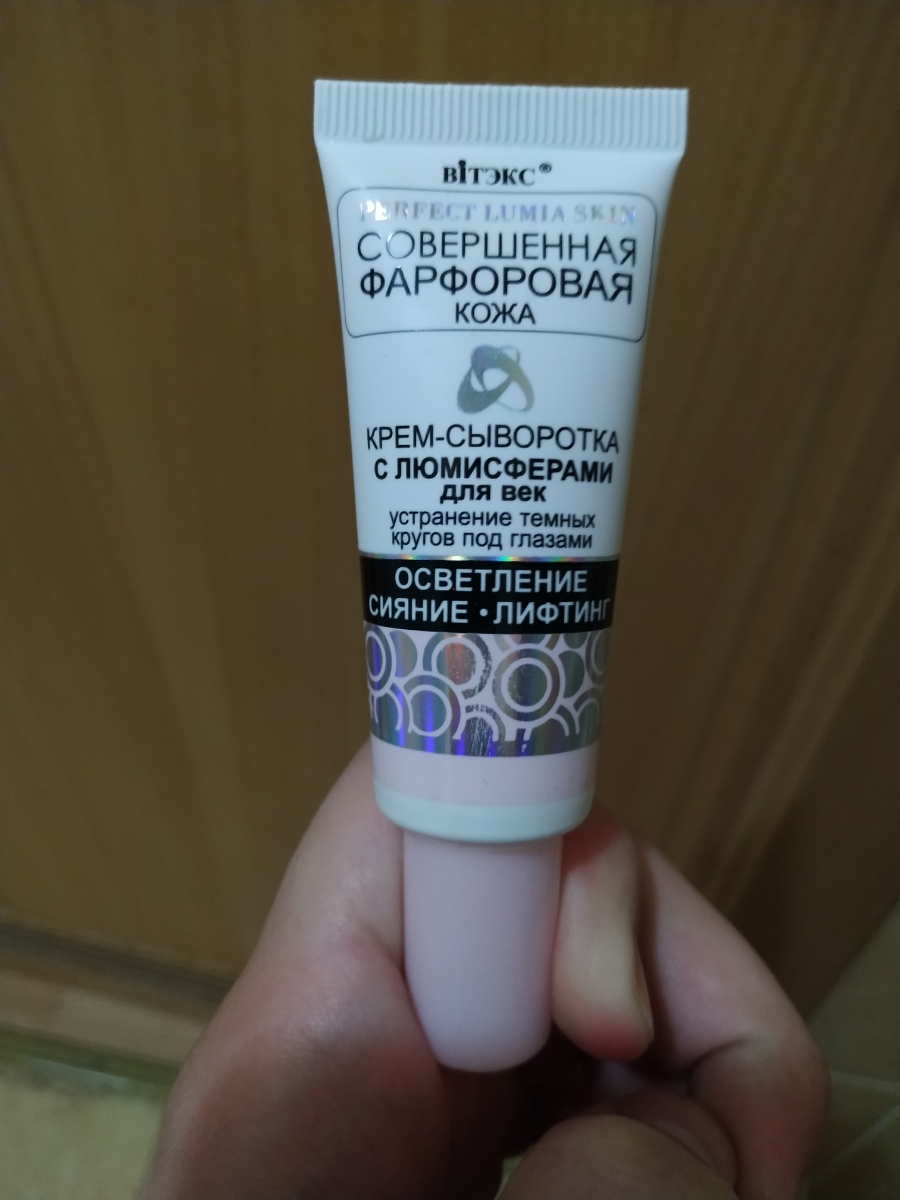 вітэкс®
PERFECT LUMIA SKIN
СОВЕРШЕННАЯ
ФАРФОРОВАЯ
КОЖА
КРЕМ-СЫВОРОТКА
С ЛЮМИСФЕРАМИ
для век
устранение темных
кругов под глазами
ОСВЕТЛЕНИЕ
СИЯНИЕ • ЛИФТИНГ